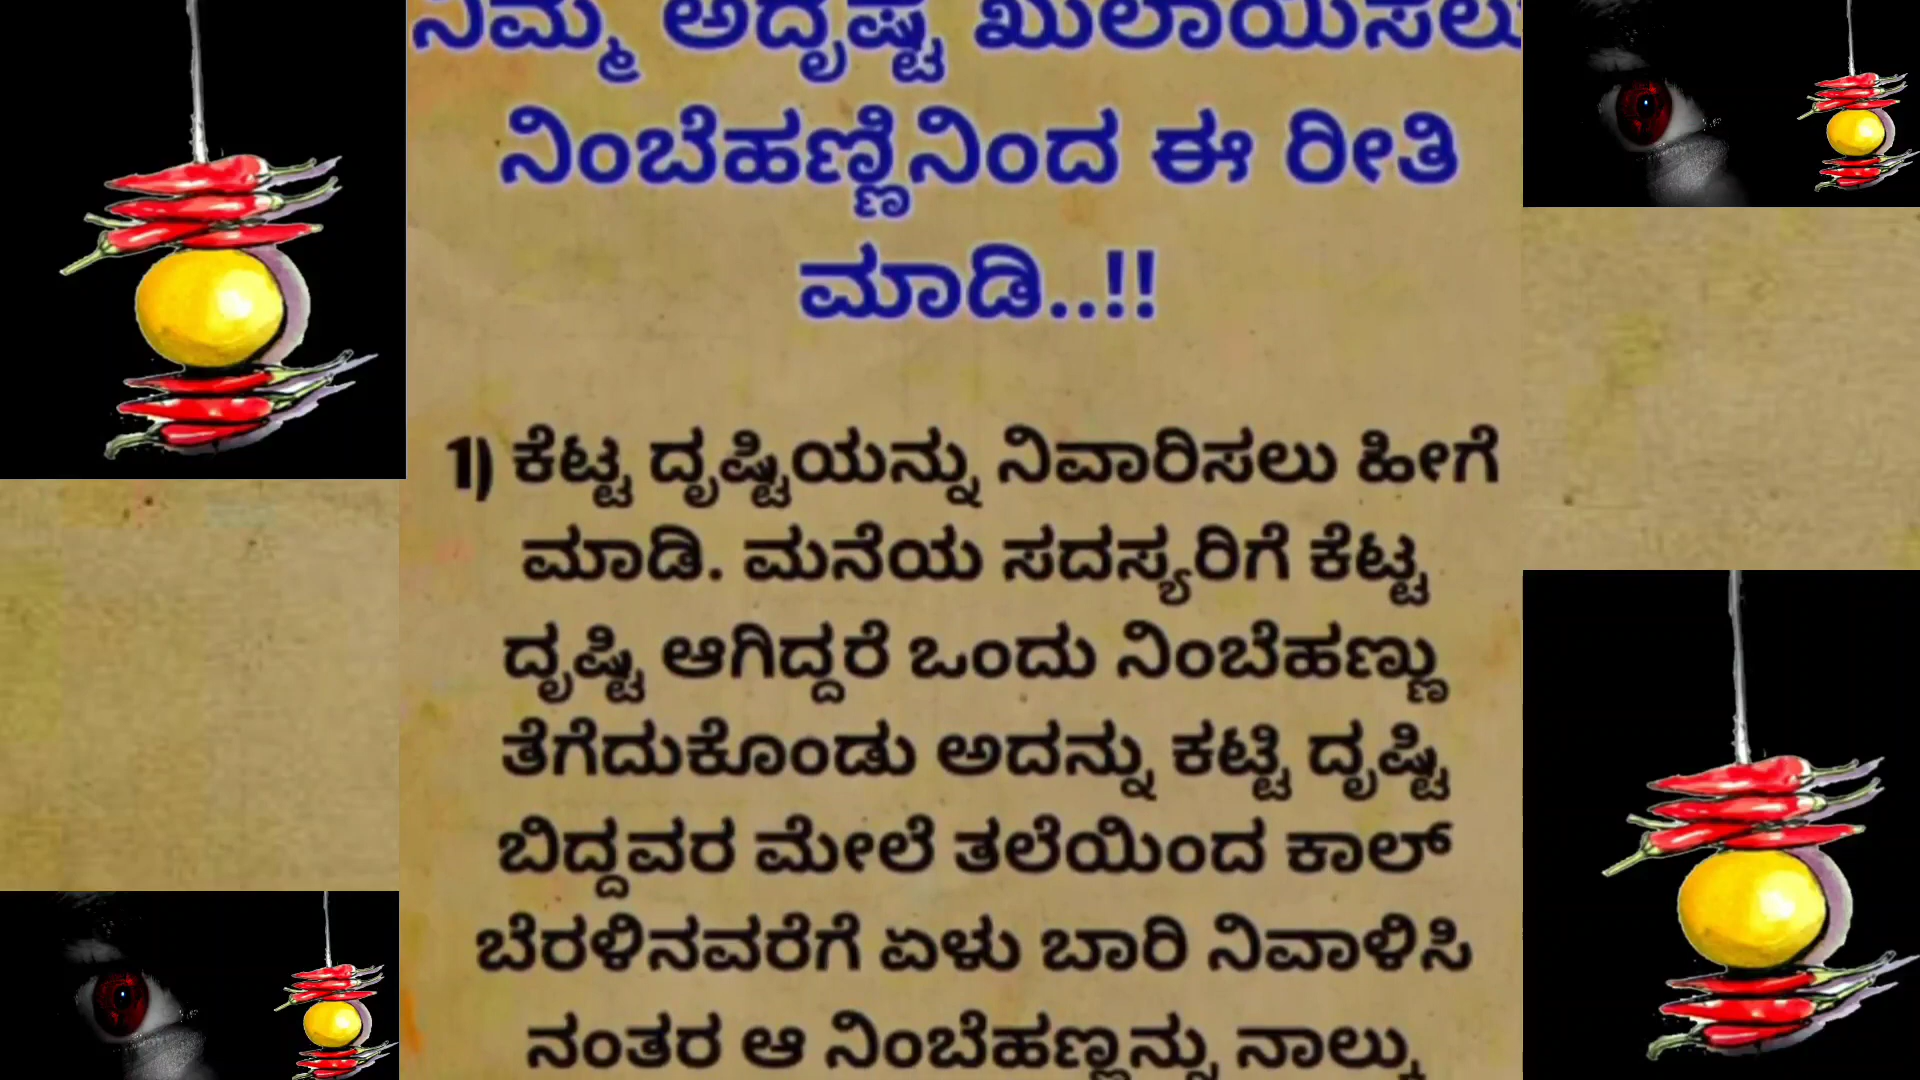 ನಿಮ್ಮ ಅದೃಷ್ಟ ಖುಲಾಯಿಸಲು
ನಿಂಬೆಹಣ್ಣಿನಿಂದ ಈ ರೀತಿ
ಮಾಡಿ..!!
1) ಕೆಟ್ಟ ದೃಷ್ಟಿಯನ್ನು ನಿವಾರಿಸಲು ಹೀಗೆ
ಮಾಡಿ. ಮನೆಯ ಸದಸ್ಯರಿಗೆ ಕೆಟ್ಟ
ದೃಷ್ಟಿ ಆಗಿದ್ದರೆ ಒಂದು ನಿಂಬೆಹಣ್ಣು
ತೆಗೆದುಕೊಂಡು ಅದನ್ನು ಕಟ್ಟಿ ದೃಷ್ಟಿ
ಬಿದ್ದವರ ಮೇಲೆ ತಲೆಯಿಂದ ಕಾಲ್
ಬೆರಳಿನವರೆಗೆ ಏಳು ಬಾರಿ ನಿವಾಳಿಸಿ
ನಂತರ ಆ ನಿಂಬೆಹಣ್ಣನ್ನು ನಾಲ್ಕು